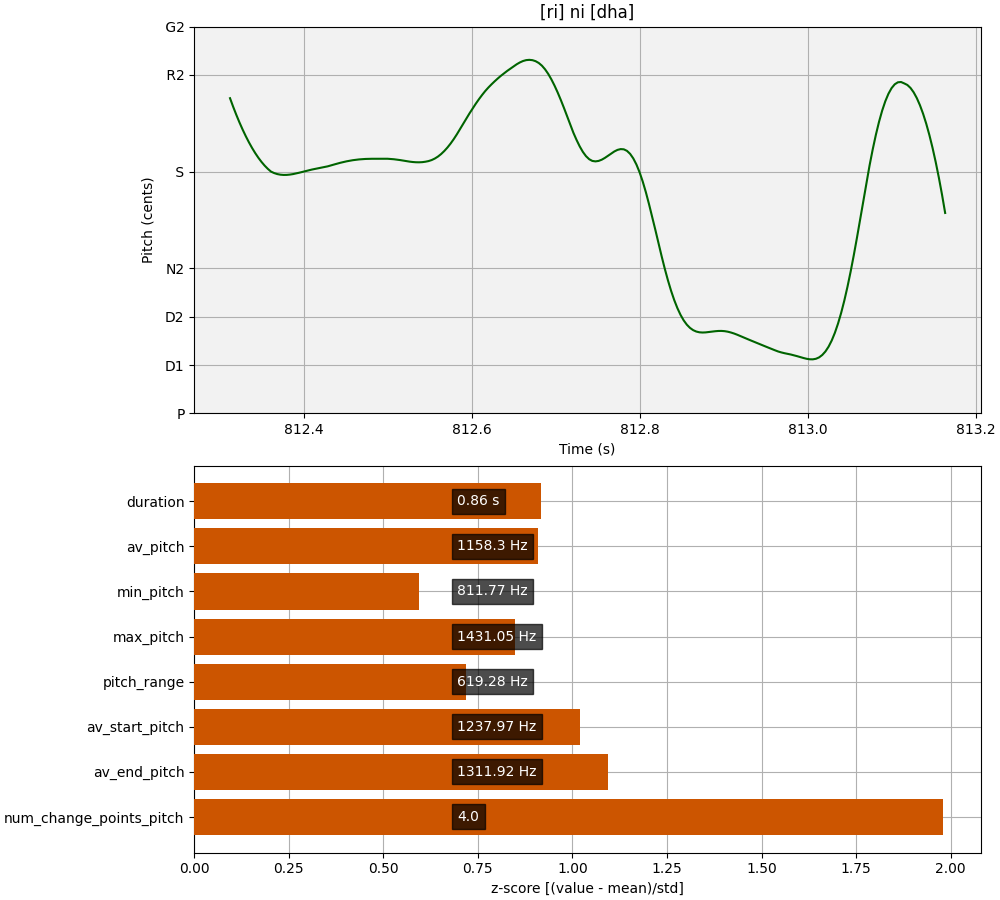 [ri] ni [dha]
G2
R2
S
N2
D2
D1
P
Pitch (cents)
812.4 812.6 812.8 813.0 813.2
Time (s)
duration 0.86 s
av_pitch 1158.3 Hz
min_pitch 811.77 Hz
max_pitch 1431.05 Hz
pitch_range 619.28 Hz
av_start_pitch 1237.97 Hz
av_end_pitch 1311.92 Hz
num_change_points_pitch 4.0
0.00 0.25 0.50 0.75 1.00 1.25 1.50 1.75 2.00
z-score [(value - mean)/std]